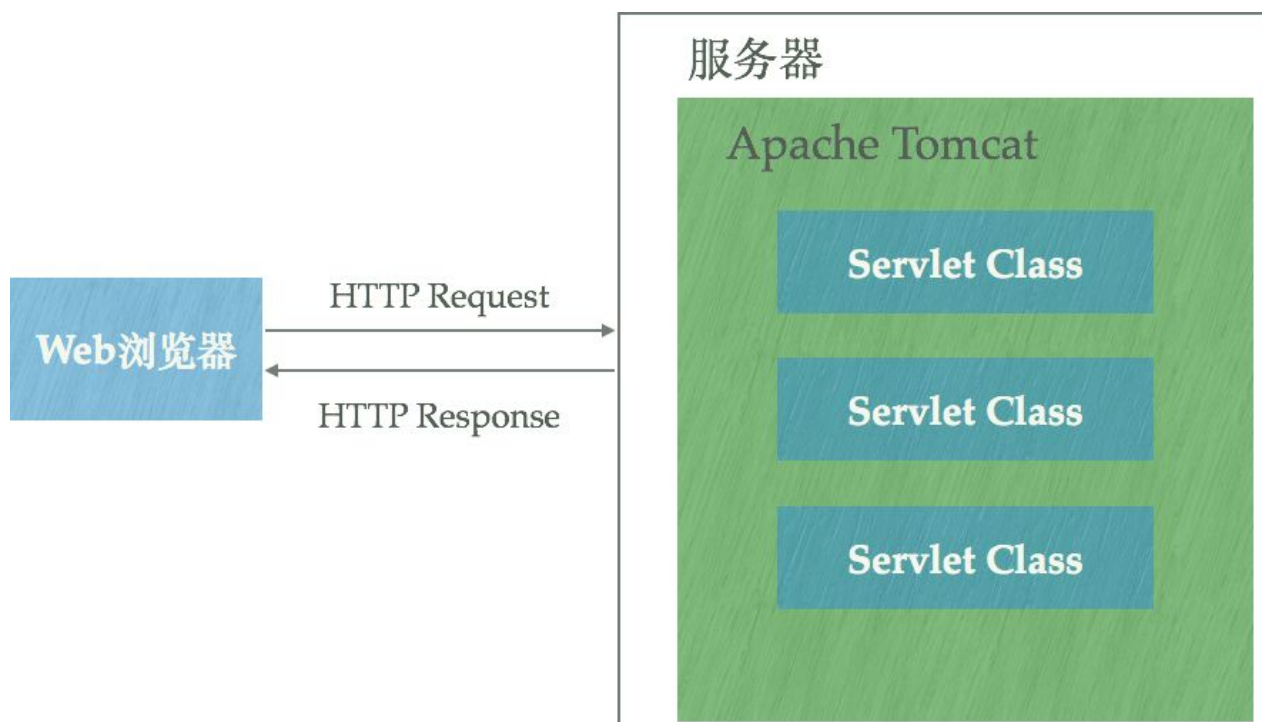 服务器
Apache Tomcat
Servlet Class
HTTP Request
Web浏览器
Servlet Class
HTTP Response
Servlet Class